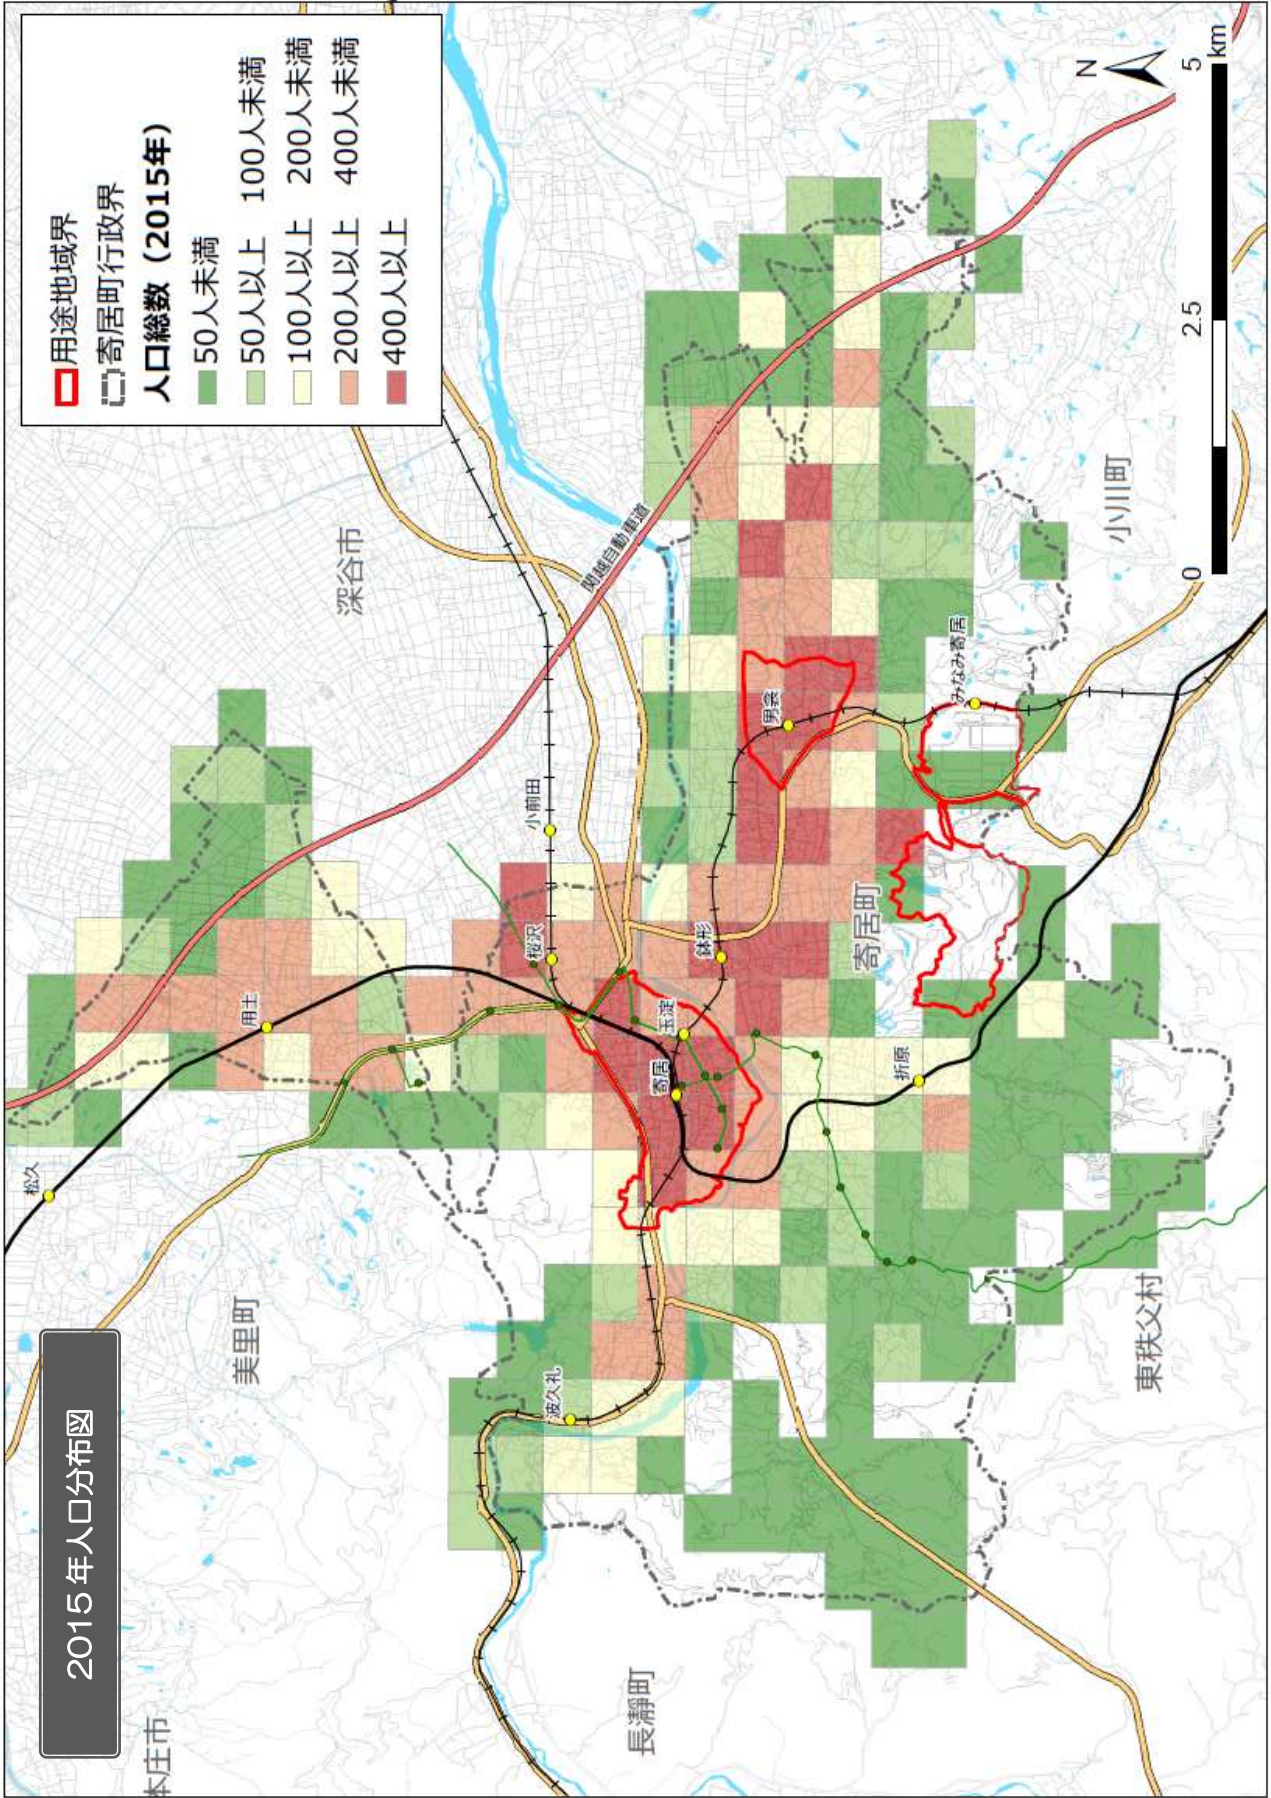 2015年人口分布図
用途地域界
寄居町行政界
人口総数（2015年）
50人未満
50人以上 100人未満
100人以上 200人未満
200人以上 400人未満
400人以上
本庄市
美里町
深谷市
長瀞町
東秩父村
寄居町
小川町
松久
用土
桜沢
小前田
波久礼
寄居
玉淀
鉢形
男衾
折原
みなみ寄居
関越自動車道
N
0 2.5 5
km